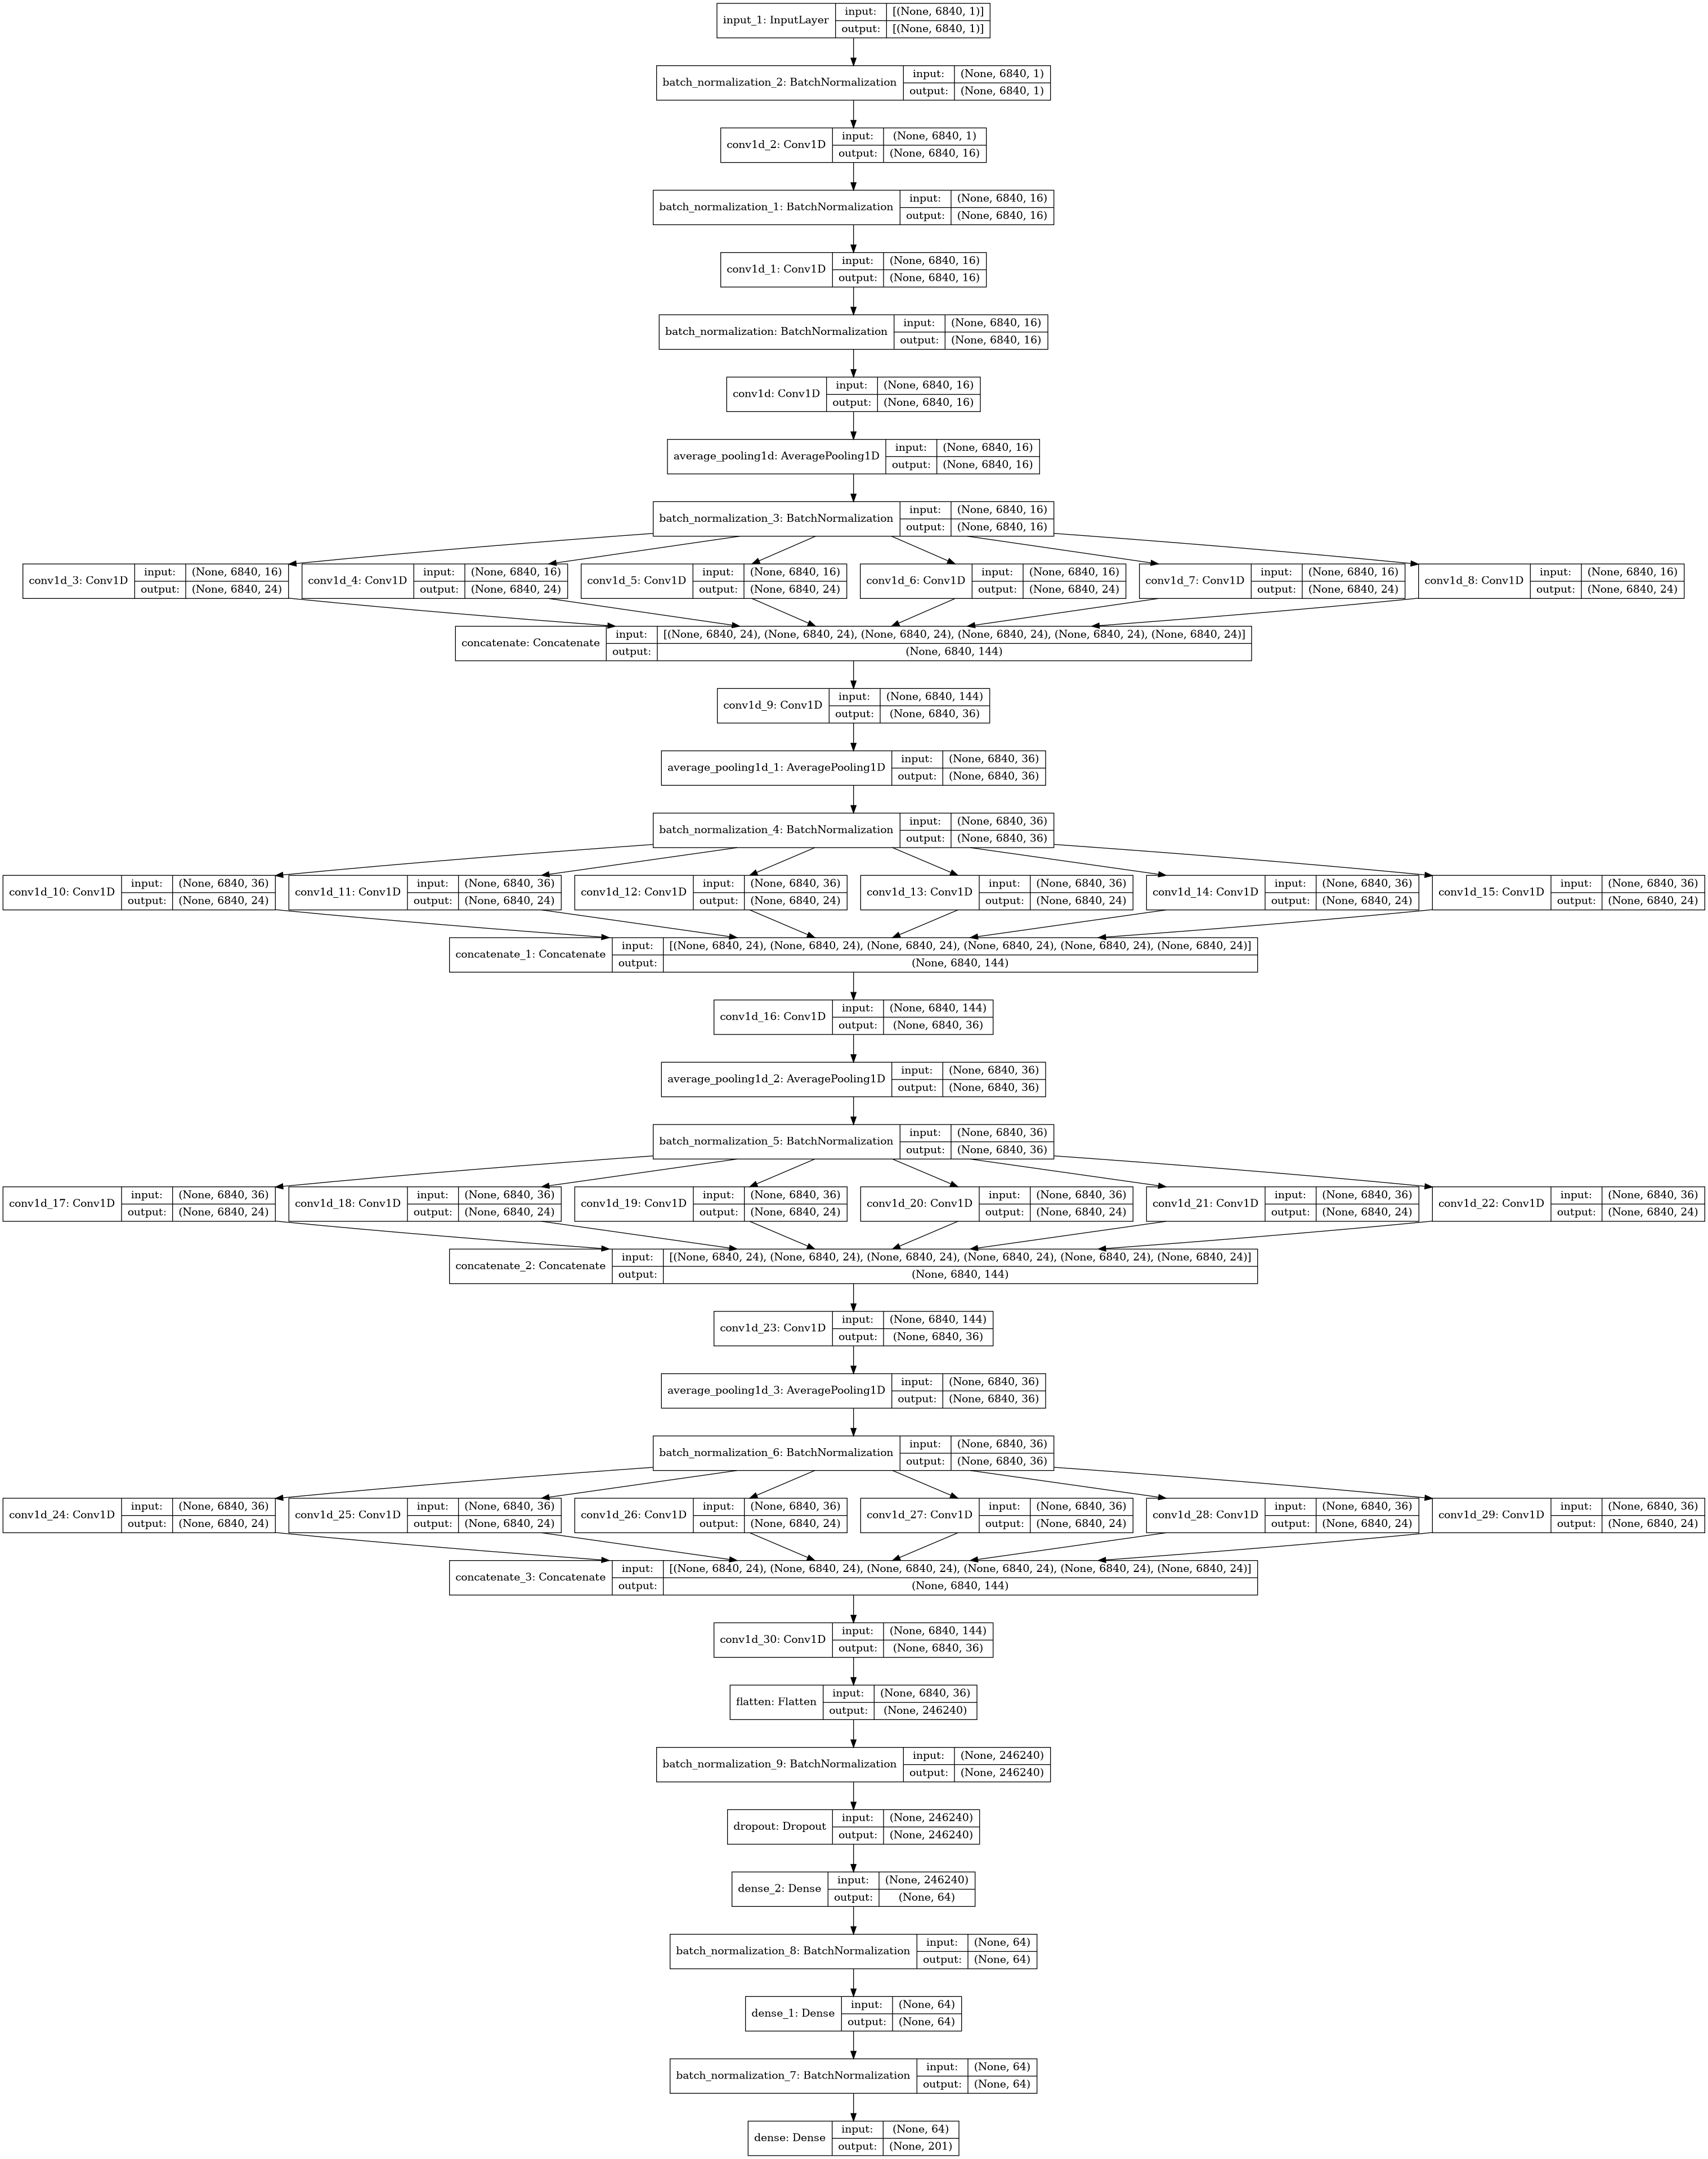 input_1: InputLayer input: [(None, 6840, 1)]
output: [(None, 6840, 1)]
batch_normalization_2: BatchNormalization input: (None, 6840, 1)
output: (None, 6840, 1)
conv1d_2: Conv1D input: (None, 6840, 1)
output: (None, 6840, 16)
batch_normalization_1: BatchNormalization input: (None, 6840, 16)
output: (None, 6840, 16)
conv1d_1: Conv1D input: (None, 6840, 16)
output: (None, 6840, 16)
batch_normalization: BatchNormalization input: (None, 6840, 16)
output: (None, 6840, 16)
conv1d: Conv1D input: (None, 6840, 16)
output: (None, 6840, 16)
average_pooling1d: AveragePooling1D input: (None, 6840, 16)
output: (None, 6840, 16)
batch_normalization_3: BatchNormalization input: (None, 6840, 16)
output: (None, 6840, 16)
conv1d_3: Conv1D input: (None, 6840, 16)
output: (None, 6840, 24)
conv1d_4: Conv1D input: (None, 6840, 16)
output: (None, 6840, 24)
conv1d_5: Conv1D input: (None, 6840, 16)
output: (None, 6840, 24)
conv1d_6: Conv1D input: (None, 6840, 16)
output: (None, 6840, 24)
conv1d_7: Conv1D input: (None, 6840, 16)
output: (None, 6840, 24)
conv1d_8: Conv1D input: (None, 6840, 16)
output: (None, 6840, 24)
concatenate: Concatenate input: [(None, 6840, 24), (None, 6840, 24), (None, 6840, 24), (None, 6840, 24), (None, 6840, 24), (None, 6840, 24)]
output: (None, 6840, 144)
conv1d_9: Conv1D input: (None, 6840, 144)
output: (None, 6840, 36)
average_pooling1d_1: AveragePooling1D input: (None, 6840, 36)
output: (None, 6840, 36)
batch_normalization_4: BatchNormalization input: (None, 6840, 36)
output: (None, 6840, 36)
conv1d_10: Conv1D input: (None, 6840, 36)
output: (None, 6840, 24)
conv1d_11: Conv1D input: (None, 6840, 36)
output: (None, 6840, 24)
conv1d_12: Conv1D input: (None, 6840, 36)
output: (None, 6840, 24)
conv1d_13: Conv1D input: (None, 6840, 36)
output: (None, 6840, 24)
conv1d_14: Conv1D input: (None, 6840, 36)
output: (None, 6840, 24)
conv1d_15: Conv1D input: (None, 6840, 36)
output: (None, 6840, 24)
concatenate_1: Concatenate input: [(None, 6840, 24), (None, 6840, 24), (None, 6840, 24), (None, 6840, 24), (None, 6840, 24), (None, 6840, 24)]
output: (None, 6840, 144)
conv1d_16: Conv1D input: (None, 6840, 144)
output: (None, 6840, 36)
average_pooling1d_2: AveragePooling1D input: (None, 6840, 36)
output: (None, 6840, 36)
batch_normalization_5: BatchNormalization input: (None, 6840, 36)
output: (None, 6840, 36)
conv1d_17: Conv1D input: (None, 6840, 36)
output: (None, 6840, 24)
conv1d_18: Conv1D input: (None, 6840, 36)
output: (None, 6840, 24)
conv1d_19: Conv1D input: (None, 6840, 36)
output: (None, 6840, 24)
conv1d_20: Conv1D input: (None, 6840, 36)
output: (None, 6840, 24)
conv1d_21: Conv1D input: (None, 6840, 36)
output: (None, 6840, 24)
conv1d_22: Conv1D input: (None, 6840, 36)
output: (None, 6840, 24)
concatenate_2: Concatenate input: [(None, 6840, 24), (None, 6840, 24), (None, 6840, 24), (None, 6840, 24), (None, 6840, 24), (None, 6840, 24)]
output: (None, 6840, 144)
conv1d_23: Conv1D input: (None, 6840, 144)
output: (None, 6840, 36)
average_pooling1d_3: AveragePooling1D input: (None, 6840, 36)
output: (None, 6840, 36)
batch_normalization_6: BatchNormalization input: (None, 6840, 36)
output: (None, 6840, 36)
conv1d_24: Conv1D input: (None, 6840, 36)
output: (None, 6840, 24)
conv1d_25: Conv1D input: (None, 6840, 36)
output: (None, 6840, 24)
conv1d_26: Conv1D input: (None, 6840, 36)
output: (None, 6840, 24)
conv1d_27: Conv1D input: (None, 6840, 36)
output: (None, 6840, 24)
conv1d_28: Conv1D input: (None, 6840, 36)
output: (None, 6840, 24)
conv1d_29: Conv1D input: (None, 6840, 36)
output: (None, 6840, 24)
concatenate_3: Concatenate input: [(None, 6840, 24), (None, 6840, 24), (None, 6840, 24), (None, 6840, 24), (None, 6840, 24), (None, 6840, 24)]
output: (None, 6840, 144)
conv1d_30: Conv1D input: (None, 6840, 144)
output: (None, 6840, 36)
flatten: Flatten input: (None, 6840, 36)
output: (None, 246240)
batch_normalization_9: BatchNormalization input: (None, 246240)
output: (None, 246240)
dropout: Dropout input: (None, 246240)
output: (None, 246240)
dense_2: Dense input: (None, 246240)
output: (None, 64)
batch_normalization_8: BatchNormalization input: (None, 64)
output: (None, 64)
dense_1: Dense input: (None, 64)
output: (None, 64)
batch_normalization_7: BatchNormalization input: (None, 64)
output: (None, 64)
dense: Dense input: (None, 64)
output: (None, 201)